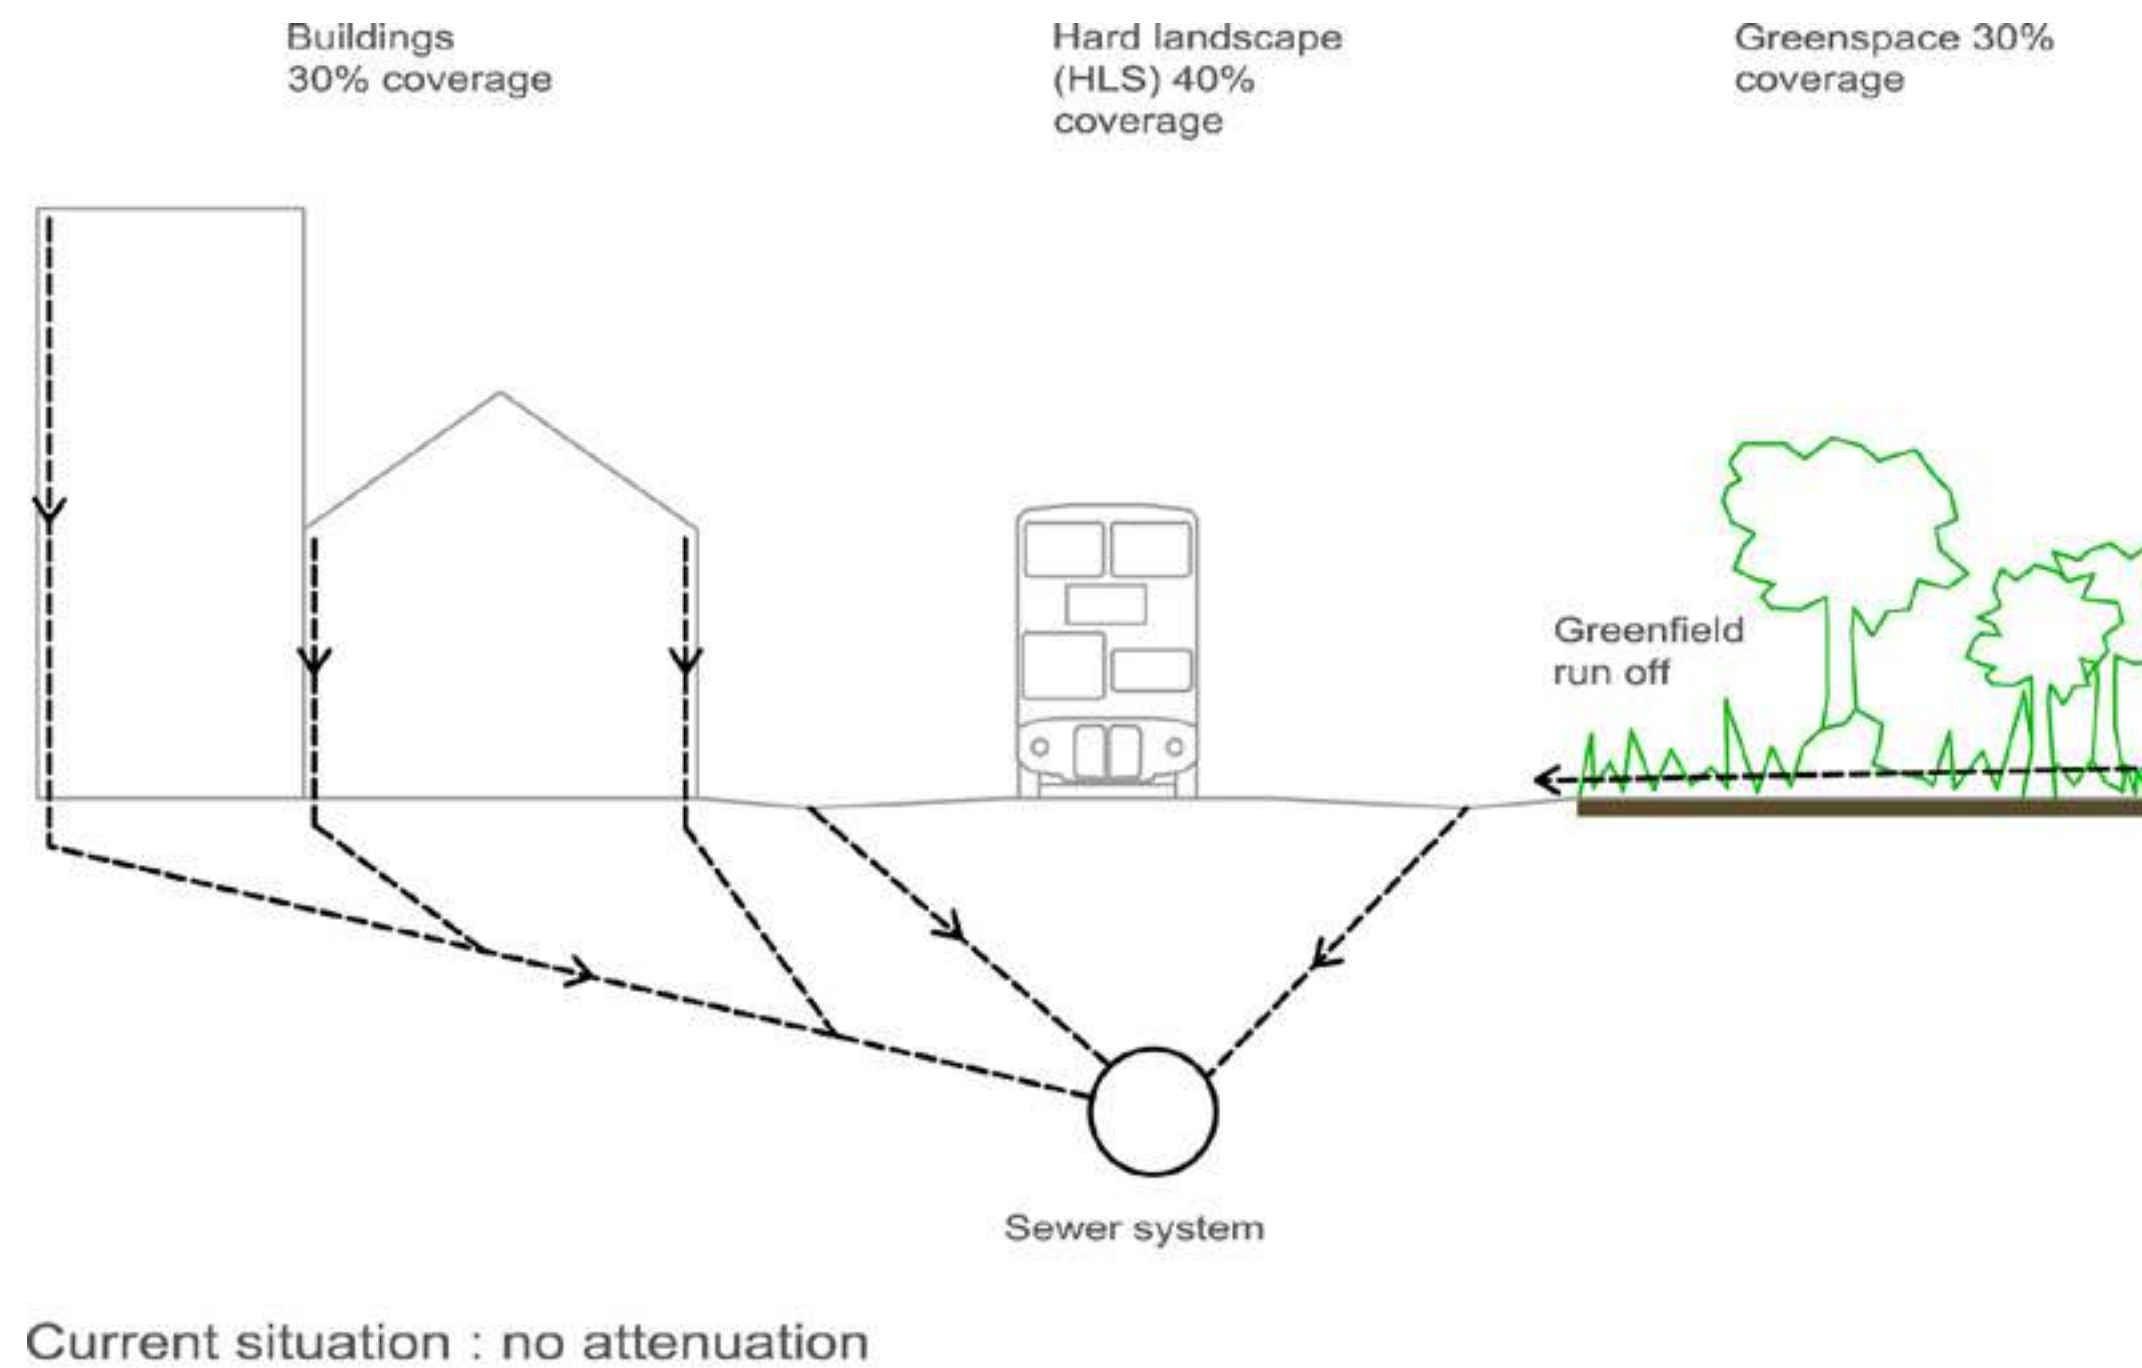 Buildings
30% coverage
Hard landscape
(HLS) 40%
coverage
Greenspace 30%
coverage
Greenfield
run off
Sewer system
Current situation : no attenuation